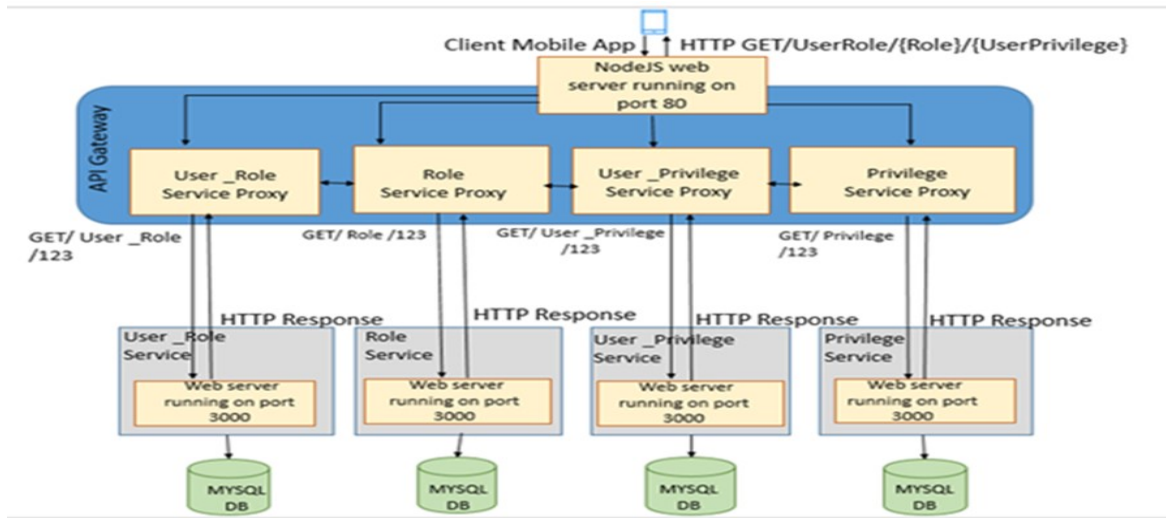 Client Mobile App
HTTP GET/UserRole/{Role}/{UserPrivilege}
NodeJS web
server running on
port 80
API Gateway
User _Role
Service Proxy
Role
Service Proxy
User _Privilege
Service Proxy
Privilege
Service Proxy
GET/ User _Role
/123
GET/ Role /123
GET/ User _Privilege
/123
GET/ Privilege
/123
HTTP Response
HTTP Response
HTTP Response
HTTP Response
User _Role
Service
Web server
running on port
3000
Role
Service
Web server
running on port
3000
User _Privilege
Service
Web server
running on port
3000
Privilege
Service
Web server
running on port
3000
MYSQL
DB
MYSQL
DB
MYSQL
DB
MYSQL
DB